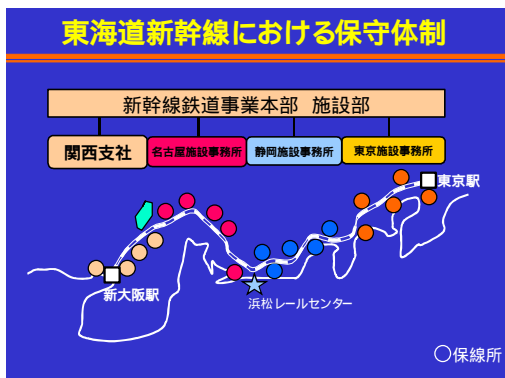 東海道新幹線における保守体制
新幹線鉄道事業本部 施設部
関西支社
名古屋施設事務所
静岡施設事務所
東京施設事務所
東京駅
新大阪駅
浜松レールセンター
○保線所